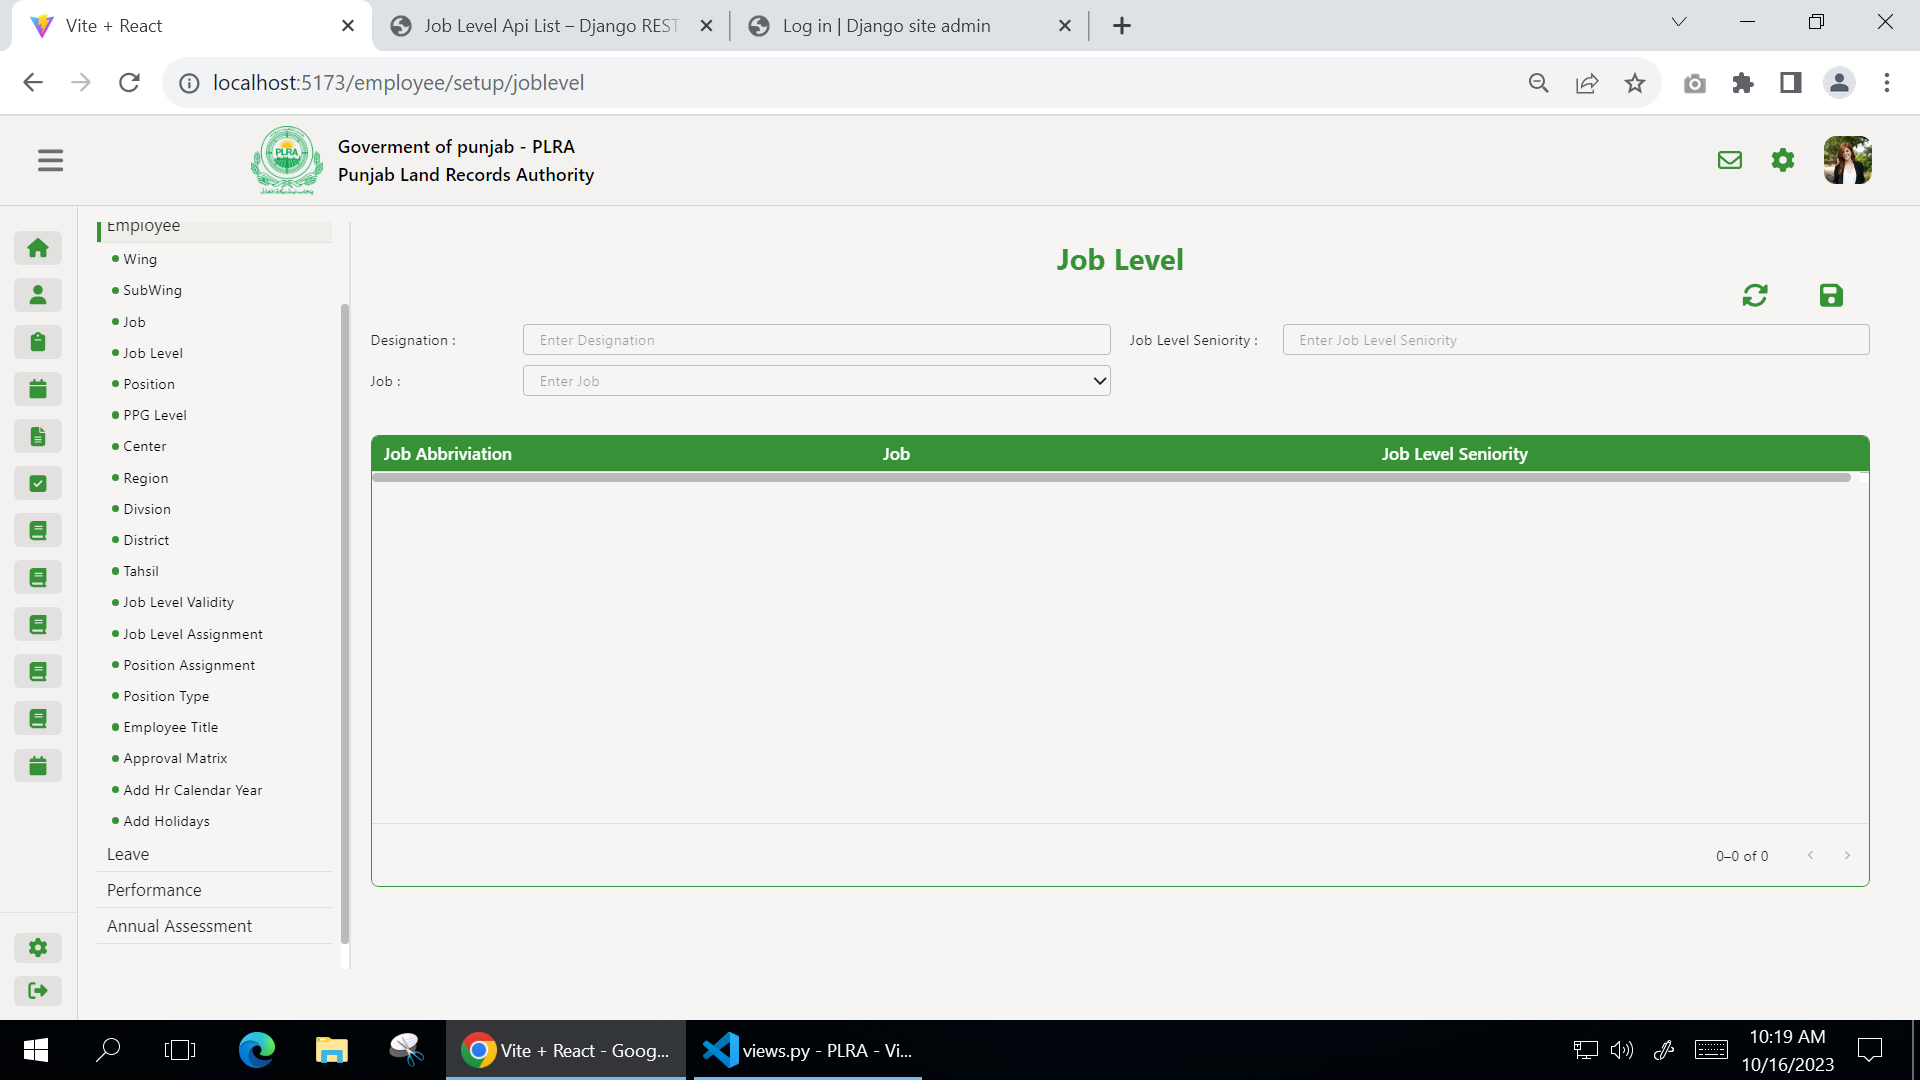 Vite + React
Job Level Api List – Django REST
Log in | Django site admin
localhost:5173/employee/setup/joblevel
PLRA
Goverment of punjab - PLRA
Punjab Land Records Authority
Employee
Wing
SubWing
Job
Job Level
Position
PPG Level
Center
Region
Divsion
District
Tahsil
Job Level Validity
Job Level Assignment
Position Assignment
Position Type
Employee Title
Approval Matrix
Add Hr Calendar Year
Add Holidays
Leave
Performance
Annual Assessment
Job Level
Designation :
Enter Designation
Job Level Seniority :
Enter Job Level Seniority
Job :
Enter Job
Job Abbriviation
Job
Job Level Seniority
0–0 of 0
Vite + React - Goog...
views.py - PLRA - Vi...
10:19 AM
10/16/2023